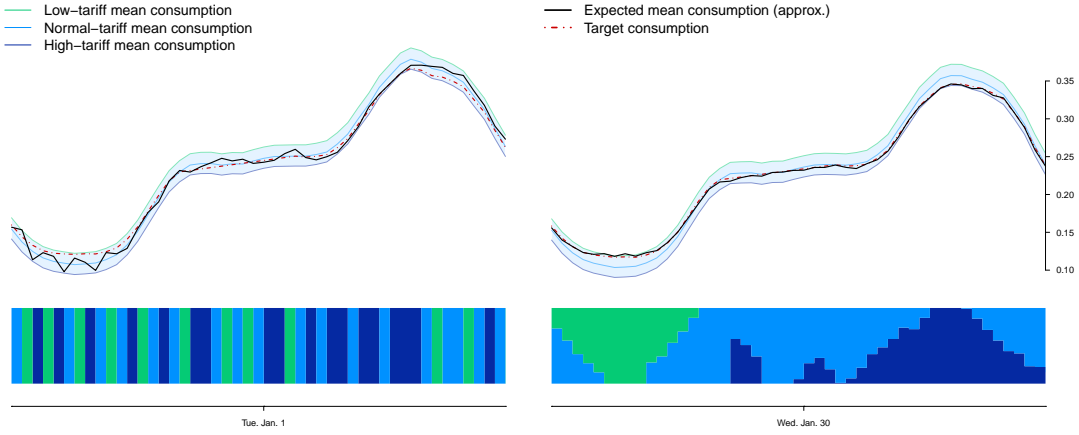 Low−tariff mean consumption
Normal−tariff mean consumption
High−tariff mean consumption
Expected mean consumption (approx.)
Target consumption
0.35
0.30
0.25
0.20
0.15
0.10
Tue. Jan. 1
Wed. Jan. 30